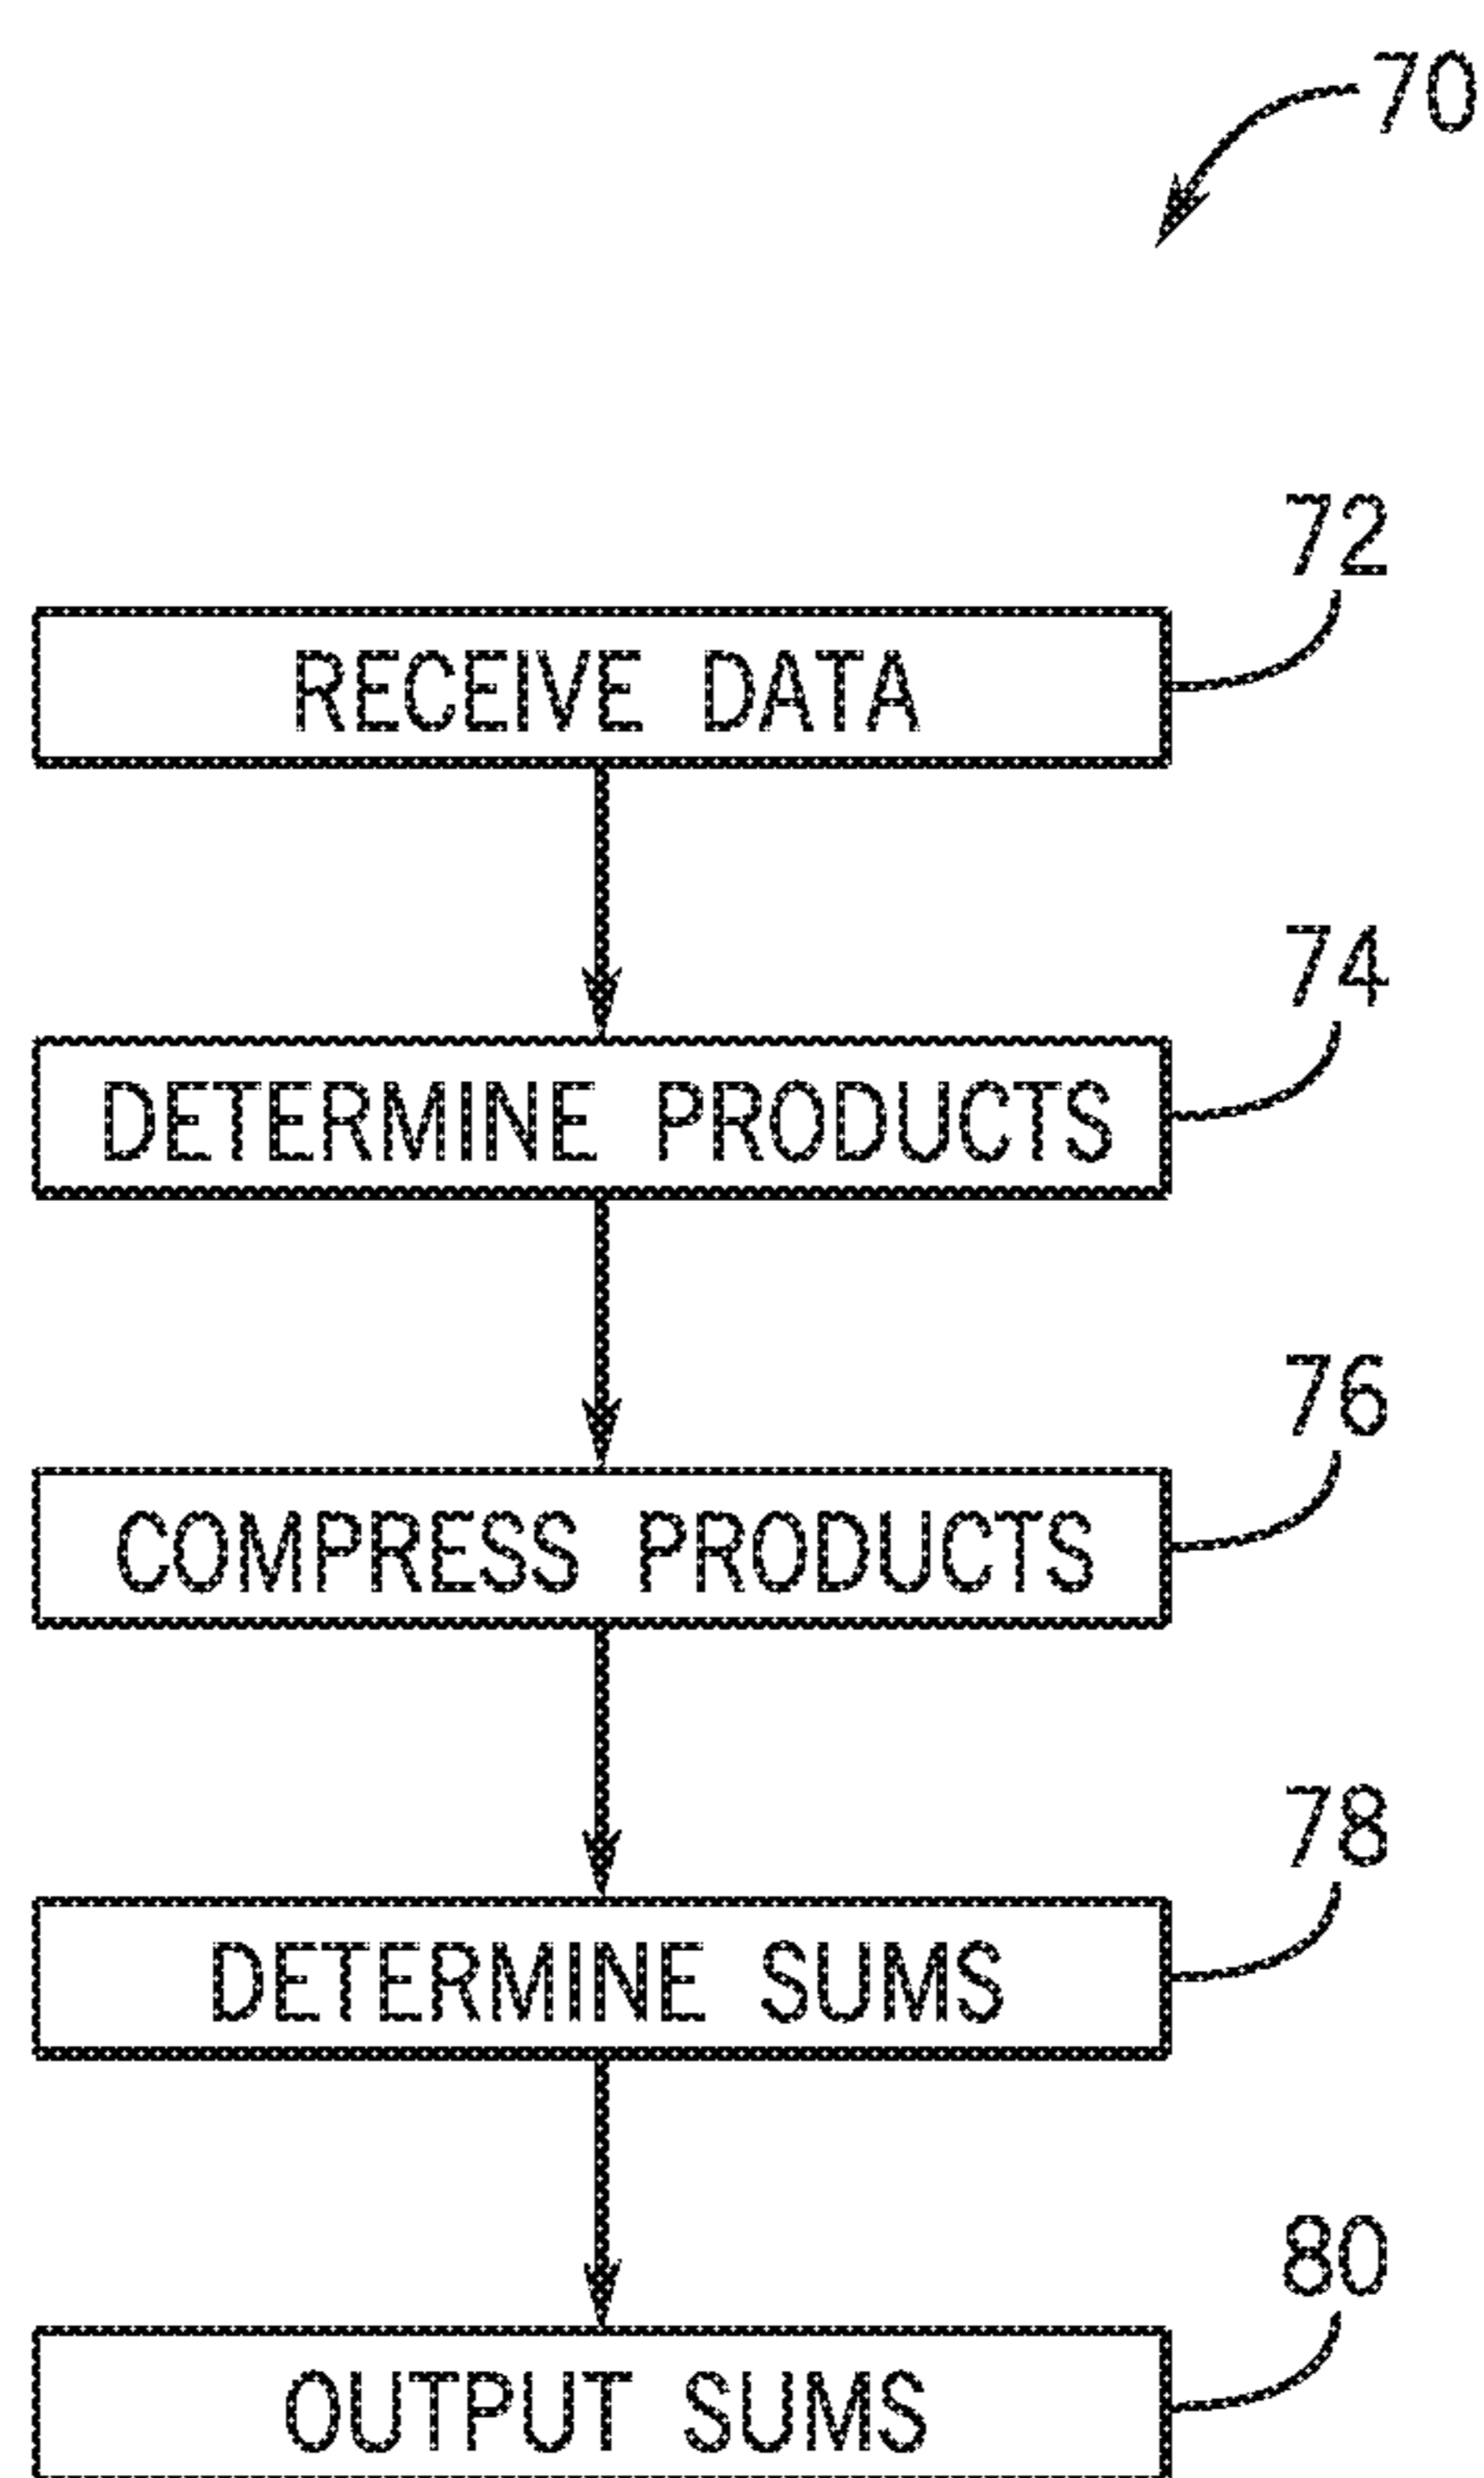 70
72
RECEIVE DATA
74
DETERMINE PRODUCTS
76
COMPRESS PRODUCTS
78
DETERMINE SUMS
80
OUTPUT SUMS